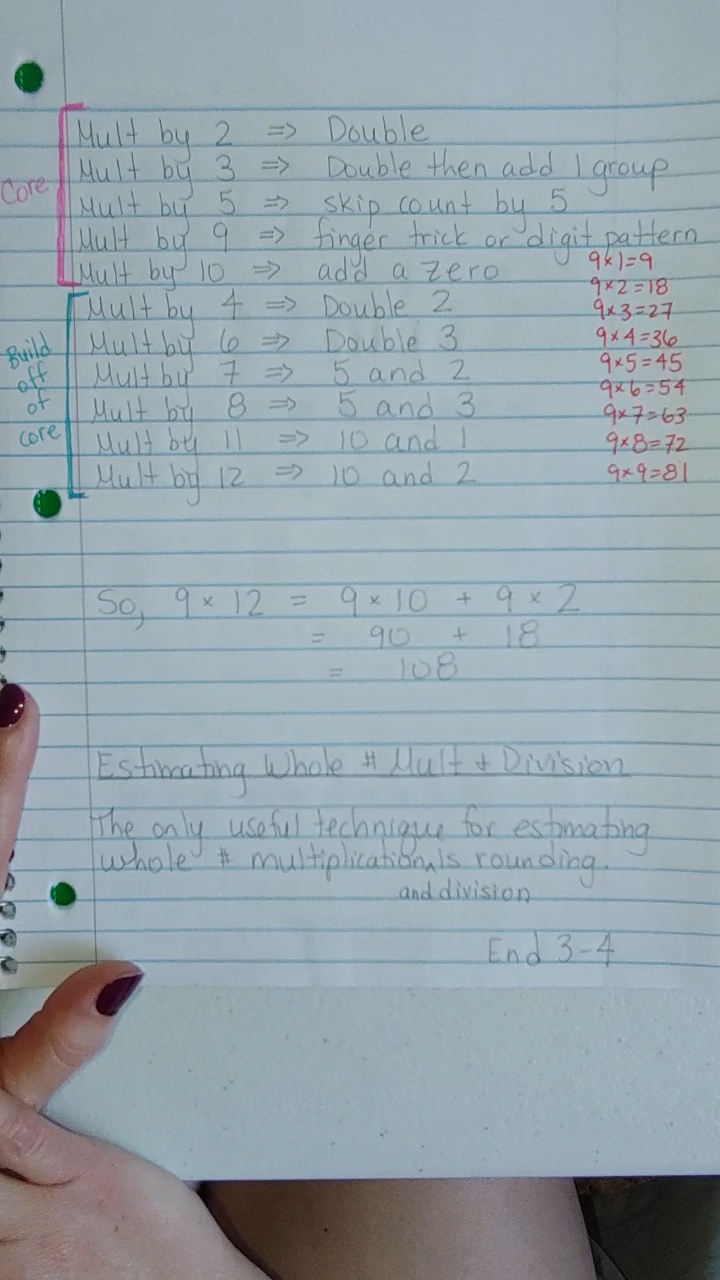 Core
Mult by 2 => Double
Mult by 3 => Double then add 1 group
Mult by 5 => skip count by 5
Mult by 9 => finger trick or digit pattern
Mult by 10 => add a zero
Build
off
of
core
Mult by 4 => Double 2
Mult by 6 => Double 3
Mult by 7 => 5 and 2
Mult by 8 => 5 and 3
Mult by 11 => 10 and 1
Mult by 12 => 10 and 2
9×1=9
9×2=18
9×3=27
9×4=36
9×5=45
9×6=54
9×7=63
9×8=72
9×9=81
So, 9 × 12 = 9 × 10 + 9 × 2
= 90 + 18
= 108
Estimating Whole # Mult + Division
The only useful technique for estimating
whole # multiplication^is rounding.
and division
End 3-4